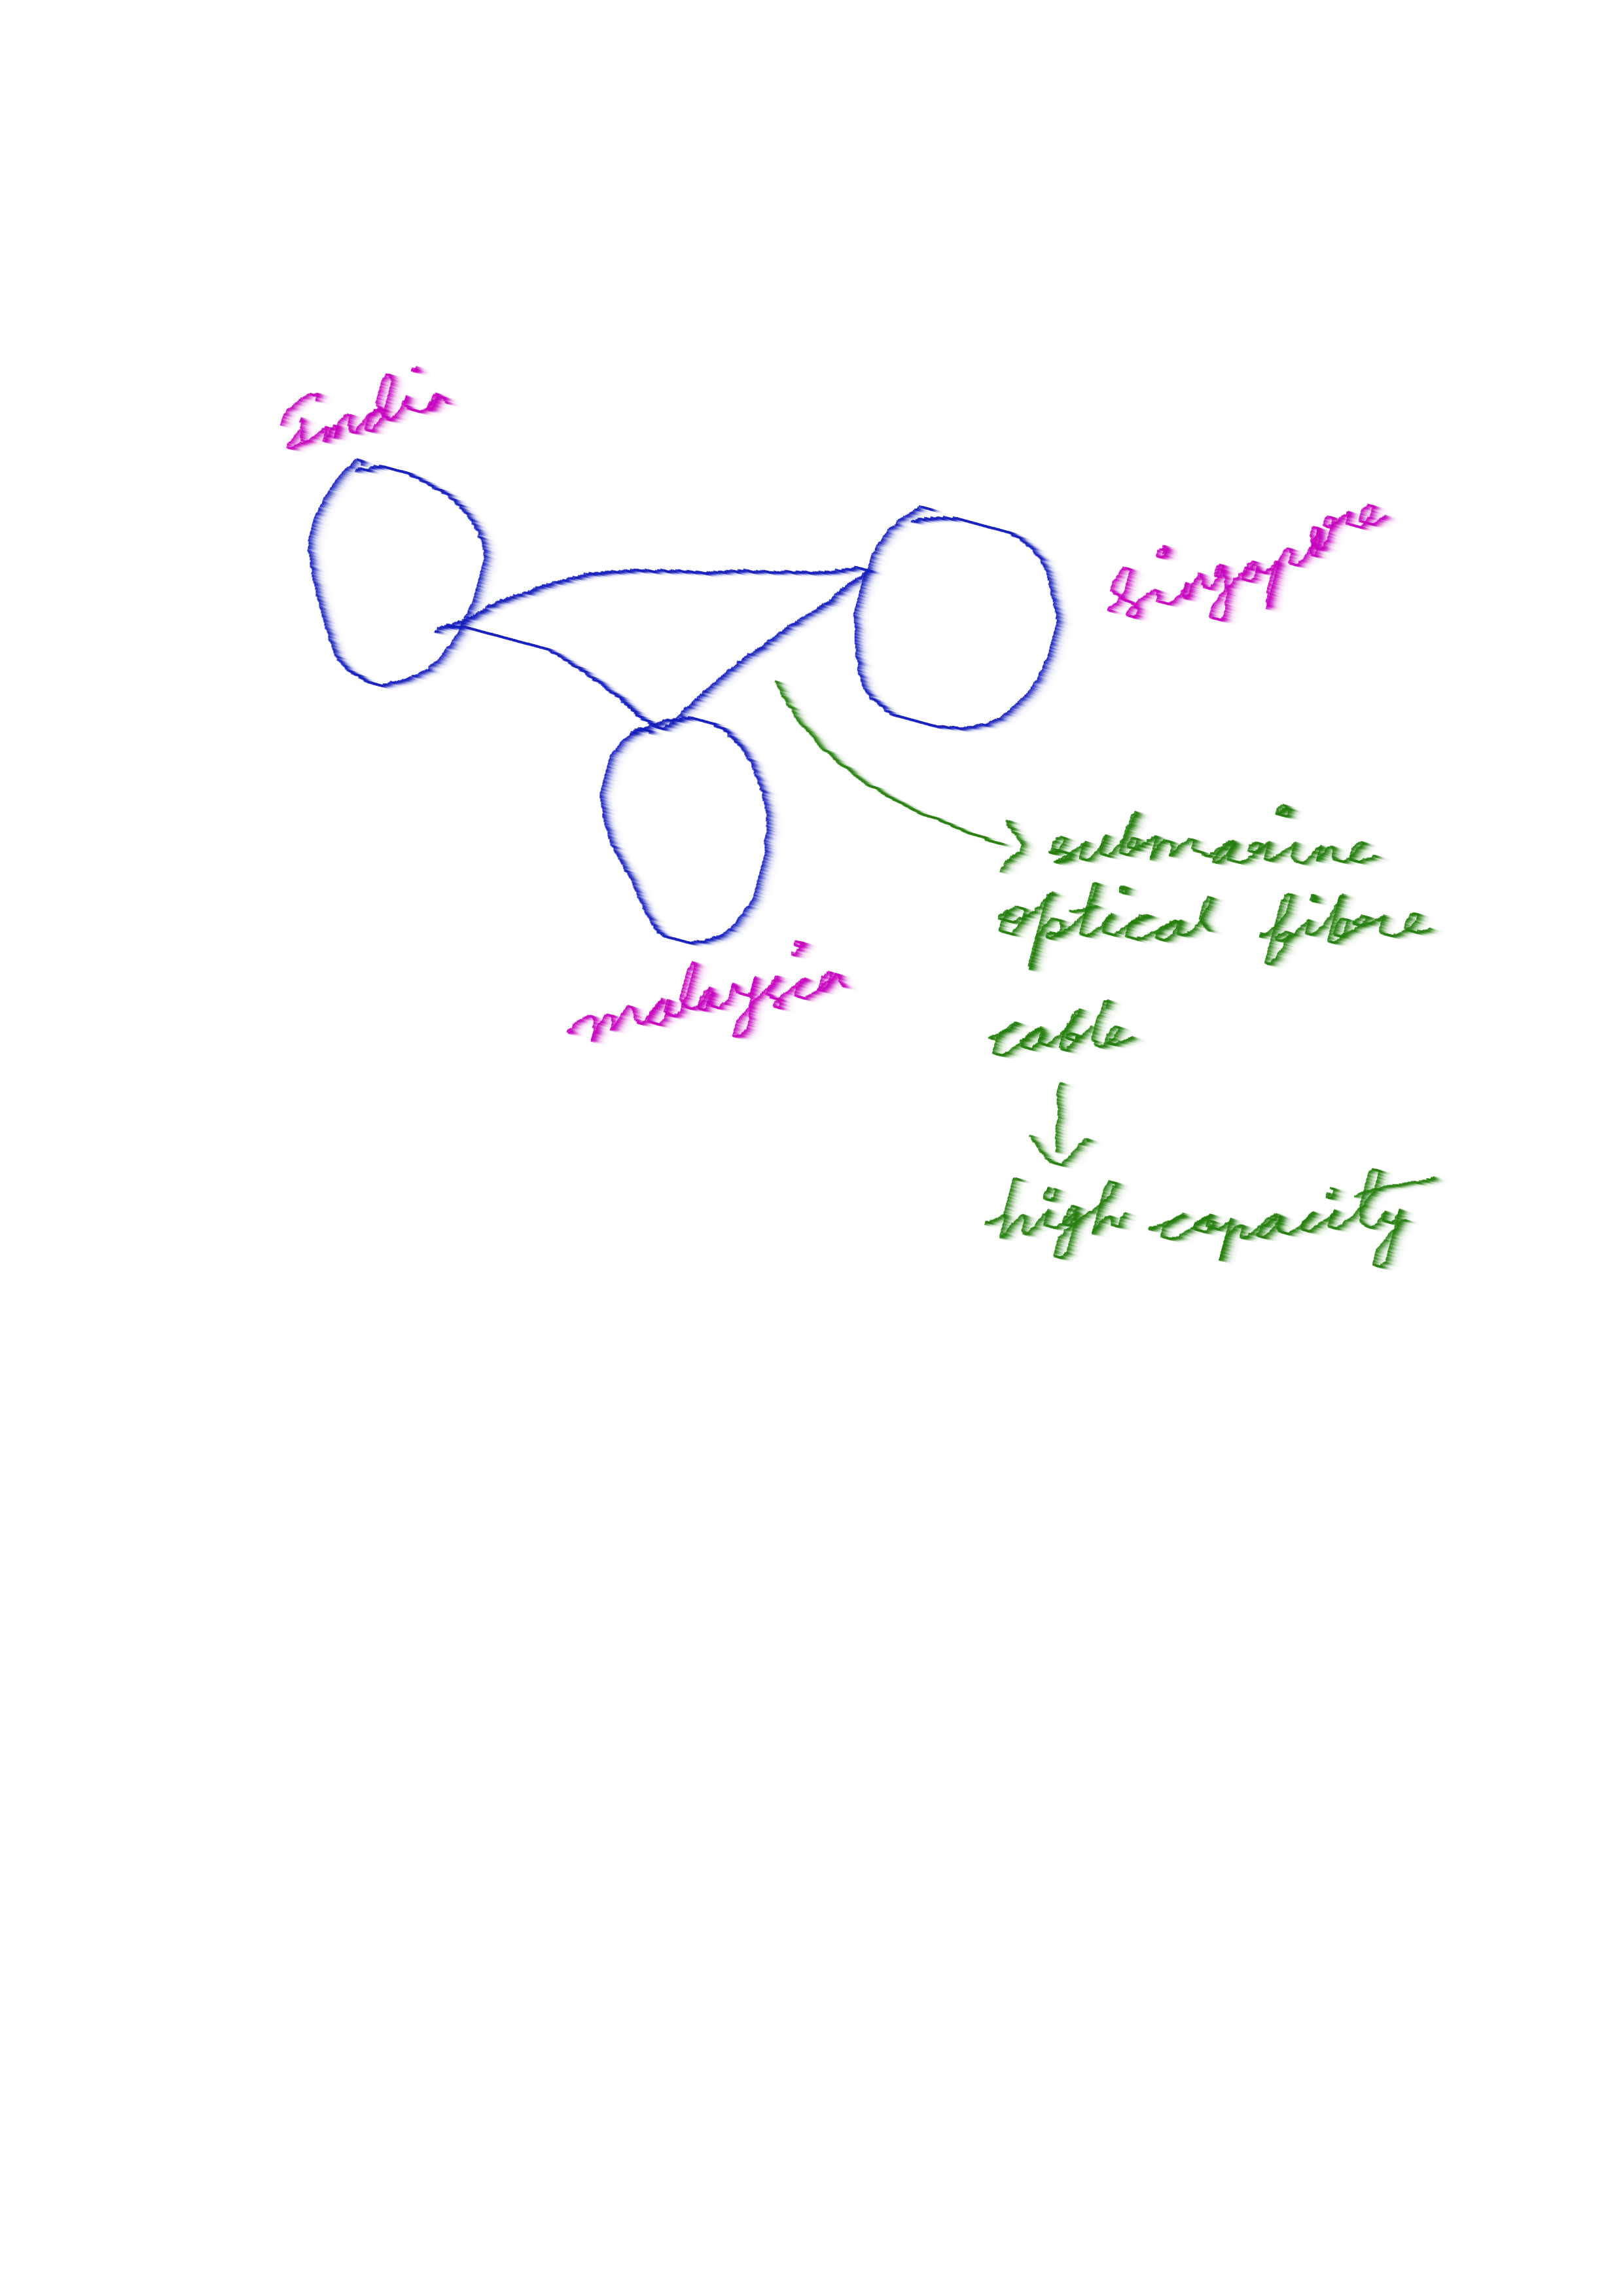 India
Singapore
submarine
optical fibre
cable
malaysia
high capacity